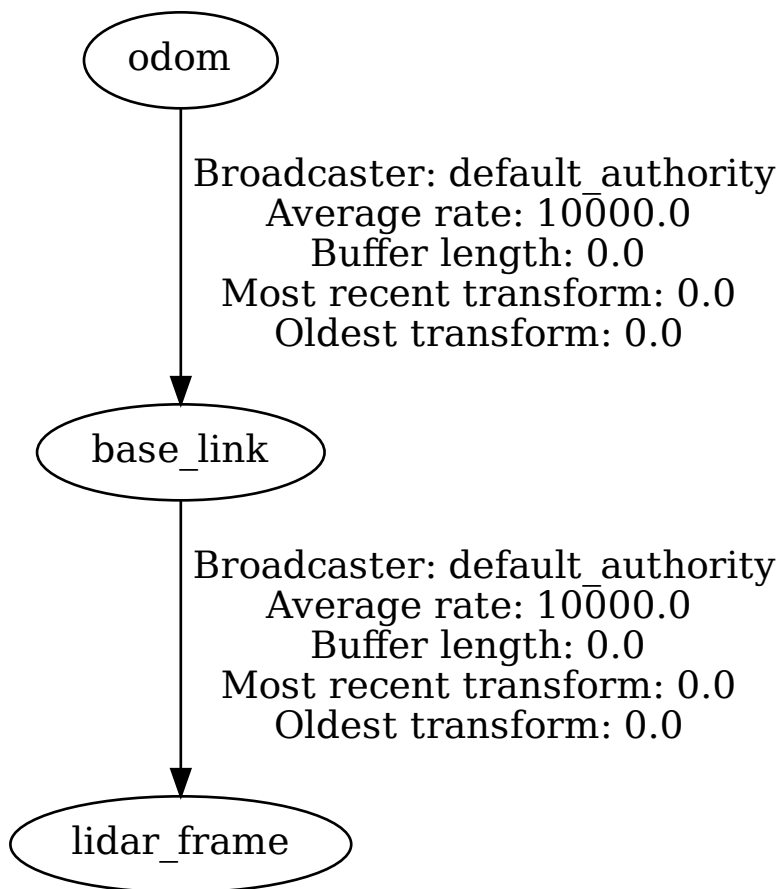 odom
Broadcaster: default_authority
Average rate: 10000.0
Buffer length: 0.0
Most recent transform: 0.0
Oldest transform: 0.0
base_link
Broadcaster: default_authority
Average rate: 10000.0
Buffer length: 0.0
Most recent transform: 0.0
Oldest transform: 0.0
lidar_frame